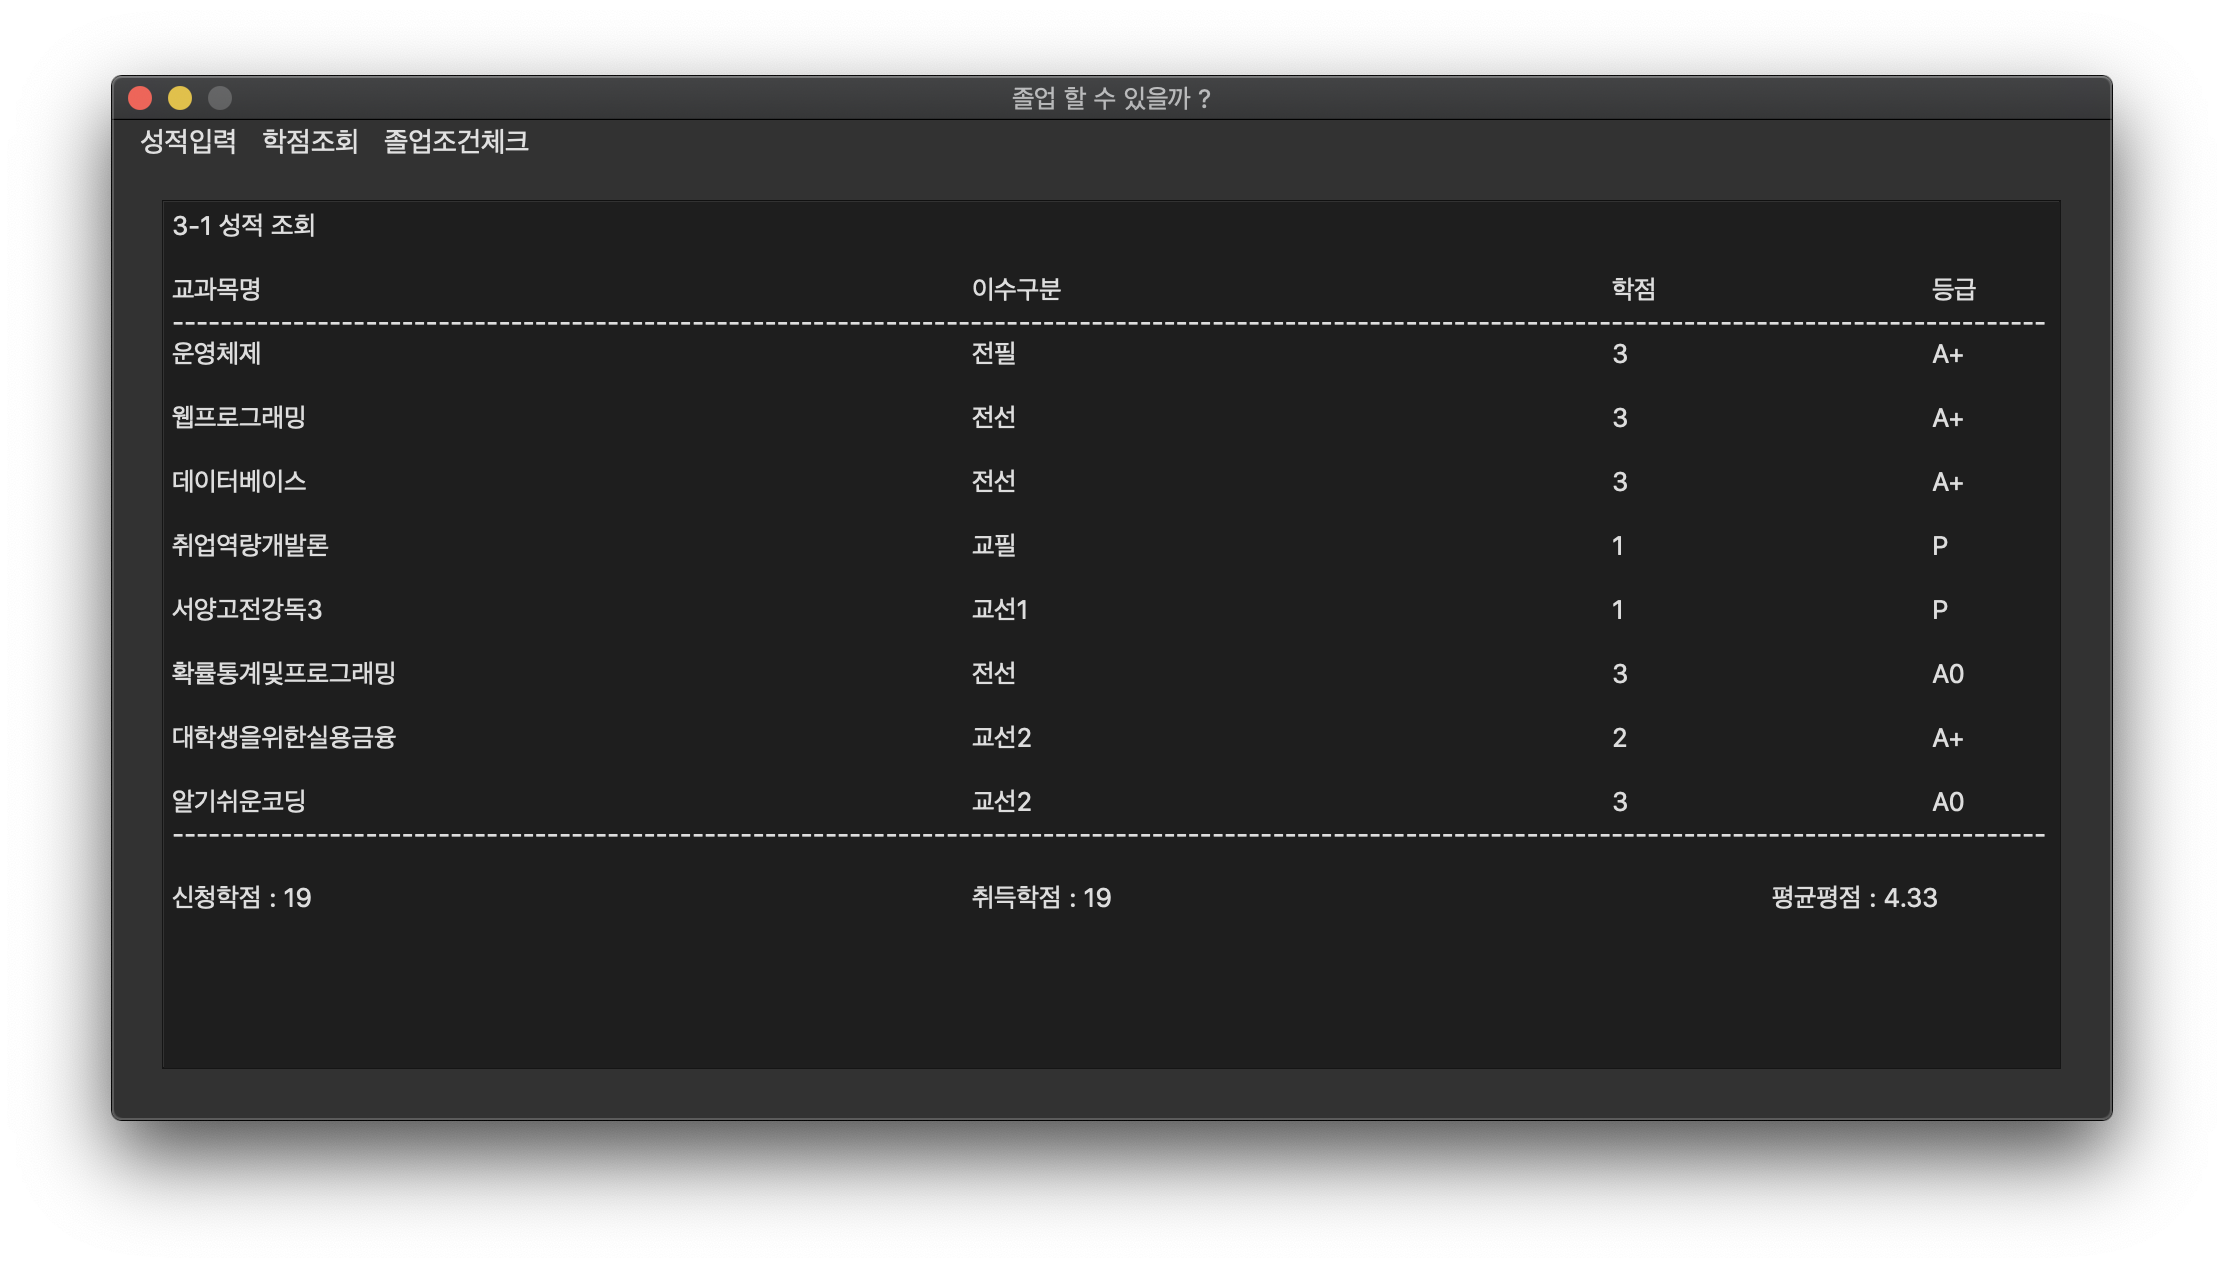 졸업 할 수 있을까 ?
성적입력 학점조회 졸업조건체크
3-1 성적 조회
교과목명 이수구분 학점 등급
--------------------------------------------------------------------------------
운영체제 전필 3 A+
웹프로그래밍 전선 3 A+
데이터베이스 전선 3 A+
취업역량개발론 교필 1 P
서양고전강독3 교선1 1 P
확률통계및프로그래밍 전선 3 A0
대학생을위한실용금융 교선2 2 A+
알기쉬운코딩 교선2 3 A0
--------------------------------------------------------------------------------
신청학점 : 19 취득학점 : 19 평균평점 : 4.33